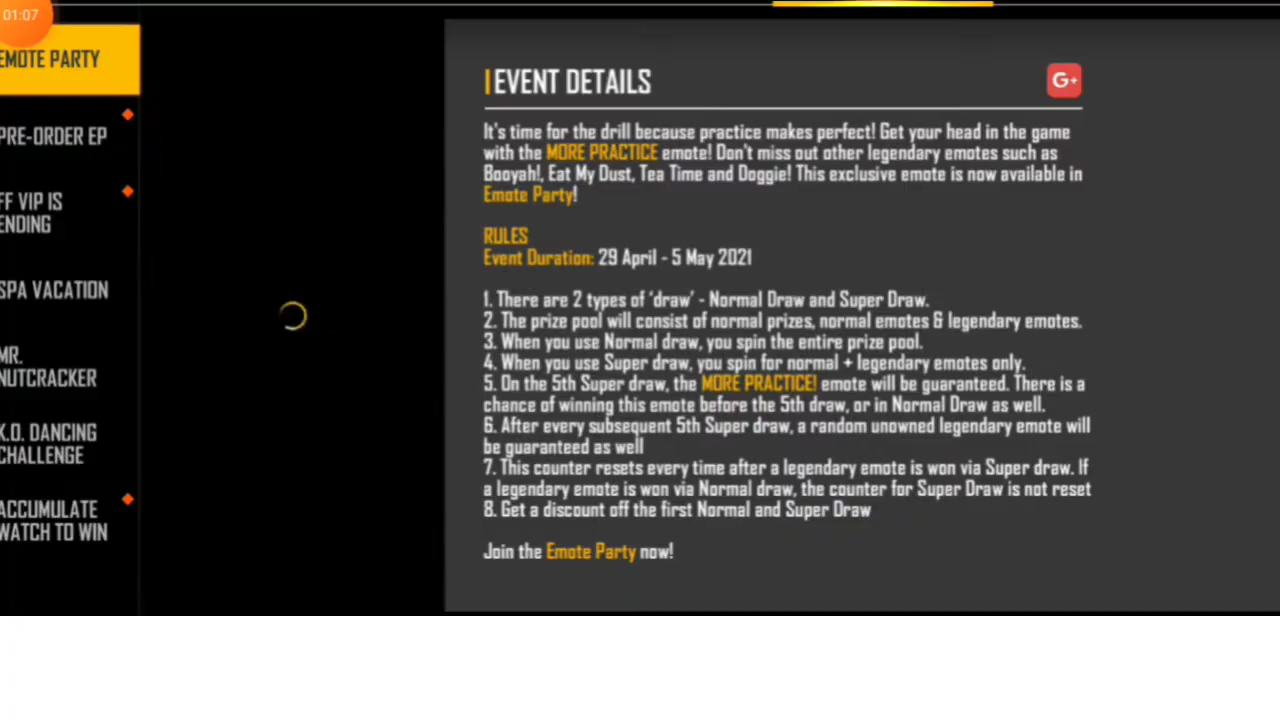 01:07
EMOTE PARTY
PRE-ORDER EP
FF VIP IS
ENDING
SPA VACATION
MR.
NUTCRACKER
K.O. DANCING
CHALLENGE
ACCUMULATE
WATCH TO WIN
EVENT DETAILS
G+
It's time for the drill because practice makes perfect! Get your head in the game
with the MORE PRACTICE emote! Don't miss out other legendary emotes such as
Booyah!, Eat My Dust, Tea Time and Doggie! This exclusive emote is now available in
Emote Party!
RULES
Event Duration: 29 April - 5 May 2021
1. There are 2 types of ‘draw’ - Normal Draw and Super Draw.
2. The prize pool will consist of normal prizes, normal emotes & legendary emotes.
3. When you use Normal draw, you spin the entire prize pool.
4. When you use Super draw, you spin for normal + legendary emotes only.
5. On the 5th Super draw, the MORE PRACTICE! emote will be guaranteed. There is a
chance of winning this emote before the 5th draw, or in Normal Draw as well.
6. After every subsequent 5th Super draw, a random unowned legendary emote will
be guaranteed as well
7. This counter resets every time after a legendary emote is won via Super draw. If
a legendary emote is won via Normal draw, the counter for Super Draw is not reset
8. Get a discount off the first Normal and Super Draw
Join the Emote Party now!